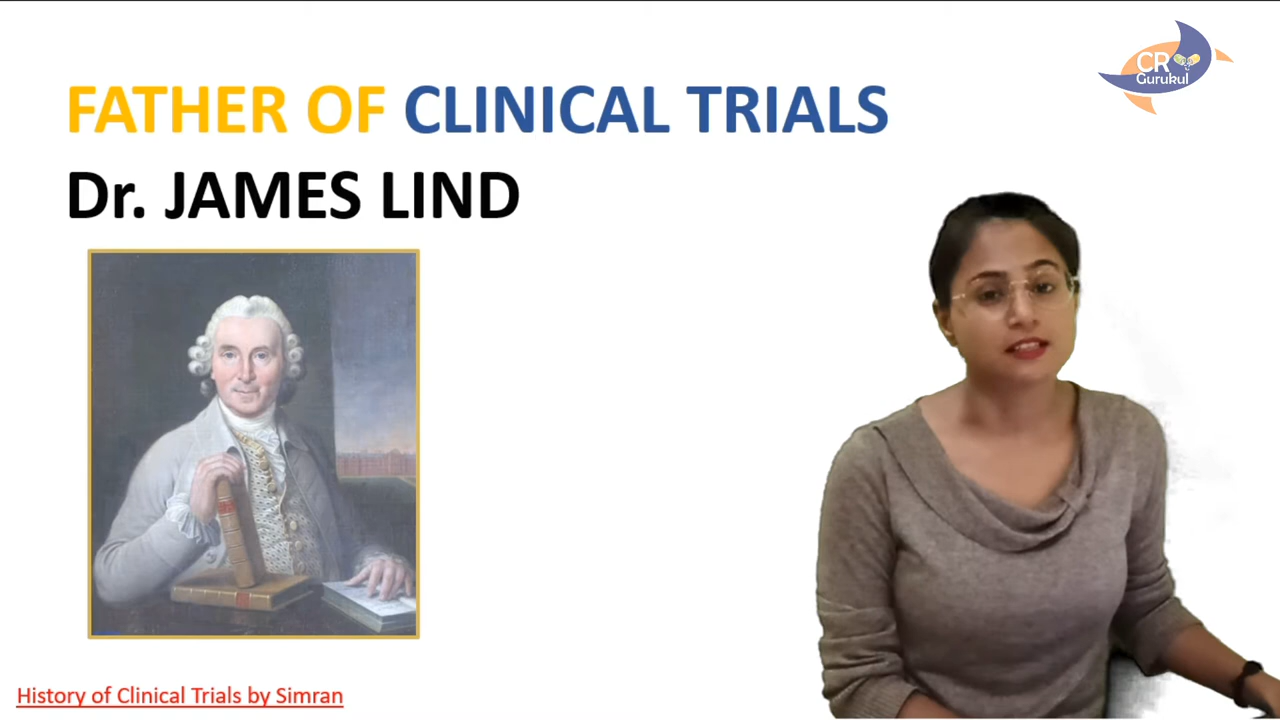 FATHER OF CLINICAL TRIALS
Dr. JAMES LIND
CR
Gurukul
History of Clinical Trials by Simran